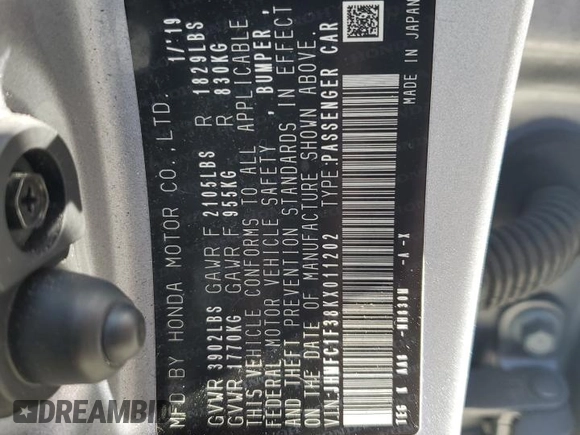 MFD BY HONDA MOTOR CO.,LTD. 1/'19
GVWR 3902LBS GAWR F 2105LBS R 1829LBS
GVWR 1770KG GAWR F 955KG R 830KG
THIS VEHICLE CONFORMS TO ALL APPLICABLE
FEDERAL MOTOR VEHICLE SAFETY , BUMPER,
AND THEFT PREVENTION STANDARDS IN EFFECT
ON THE DATE OF MANUFACTURE SHOWN ABOVE.
VIN: JHMFC1F38KX011202 TYPE:PASSENGER CAR
-NH830M -A -X
MADE IN JAPAN
DREAMBID